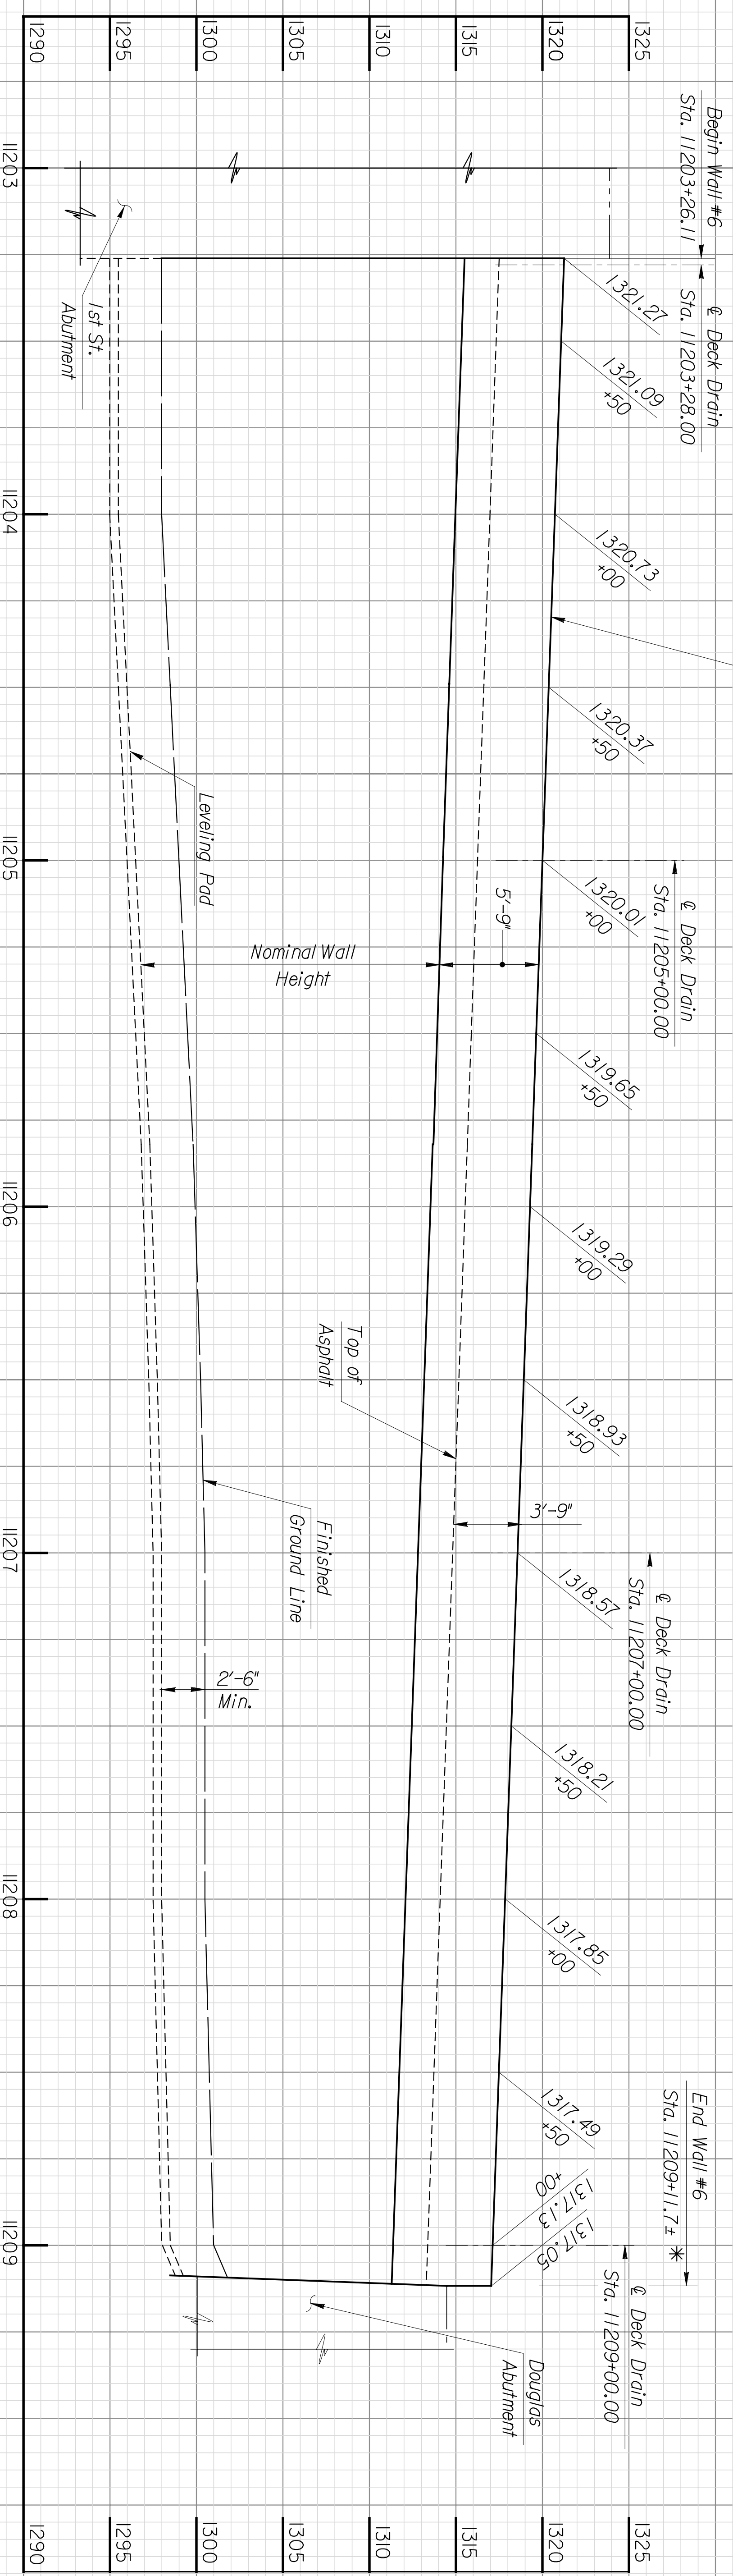 1325
1320
1315
1310
1305
1300
1295
1290
Begin Wall #6
Sta. 11203+26.11
℄ Deck Drain
Sta. 11203+28.00
℄ Deck Drain
Sta. 11205+00.00
℄ Deck Drain
Sta. 11207+00.00
End Wall #6
Sta. 11209+11.7± *
℄ Deck Drain
Sta. 11209+00.00
1321.27
1321.09
+50
1320.73
+00
1320.37
+50
1320.01
+00
1319.65
+50
1319.29
+00
1318.93
+50
1318.57
1318.21
+50
1317.85
+00
1317.49
+50
1317.13
+00
1317.05
5'-9"
3'-9"
Nominal Wall
Height
Top of
Asphalt
Finished
Ground Line
2'-6"
Min.
Leveling Pad
1st St.
Abutment
Douglas
Abutment
11203
11204
11205
11206
11207
11208
11209
1325
1320
1315
1310
1305
1300
1295
1290